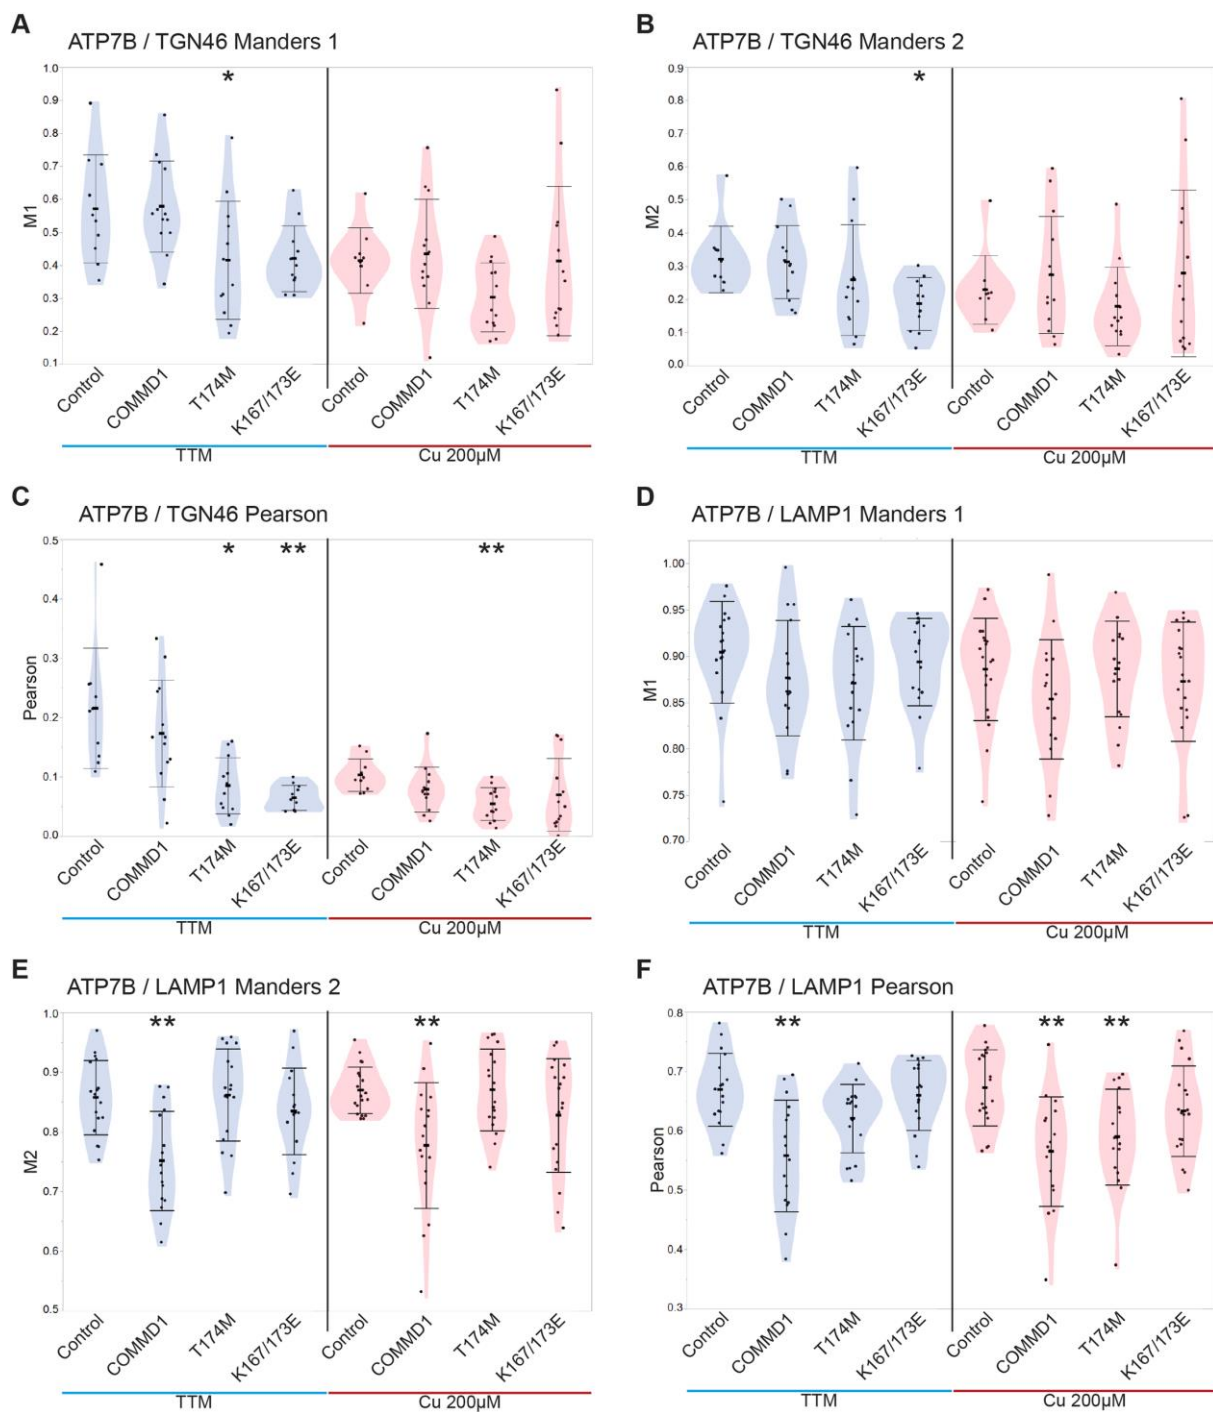 A
ATP7B / TGN46 Manders 1
*
M1
1.0
0.9
0.8
0.7
0.6
0.5
0.4
0.3
0.2
0.1
Control
COMMD1
T174M
K167/173E
Control
COMMD1
T174M
K167/173E
TTM
Cu 200µM
B
ATP7B / TGN46 Manders 2
*
M2
0.9
0.8
0.7
0.6
0.5
0.4
0.3
0.2
0.1
0.0
Control
COMMD1
T174M
K167/173E
Control
COMMD1
T174M
K167/173E
TTM
Cu 200µM
C
ATP7B / TGN46 Pearson
* ** **
Pearson
0.5
0.4
0.3
0.2
0.1
0.0
Control
COMMD1
T174M
K167/173E
Control
COMMD1
T174M
K167/173E
TTM
Cu 200µM
D
ATP7B / LAMP1 Manders 1
M1
1.00
0.95
0.90
0.85
0.80
0.75
0.70
Control
COMMD1
T174M
K167/173E
Control
COMMD1
T174M
K167/173E
TTM
Cu 200µM
E
ATP7B / LAMP1 Manders 2
** **
M2
1.0
0.9
0.8
0.7
0.6
0.5
Control
COMMD1
T174M
K167/173E
Control
COMMD1
T174M
K167/173E
TTM
Cu 200µM
F
ATP7B / LAMP1 Pearson
** ** **
Pearson
0.8
0.7
0.6
0.5
0.4
0.3
Control
COMMD1
T174M
K167/173E
Control
COMMD1
T174M
K167/173E
TTM
Cu 200µM